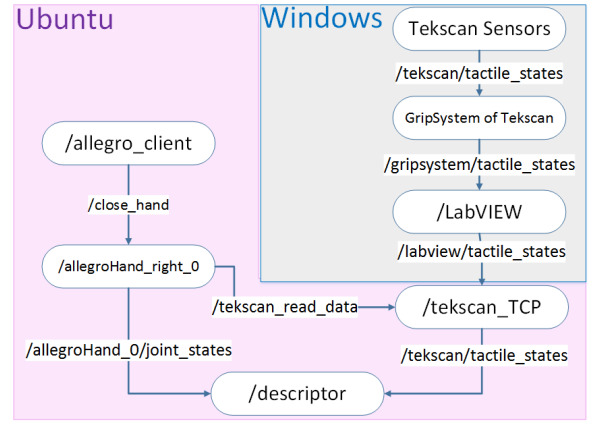 Ubuntu
Windows
Tekscan Sensors
/tekscan/tactile_states
GripSystem of Tekscan
/allegro_client
/gripsystem/tactile_states
/close_hand
/LabVIEW
/labview/tactile_states
/allegroHand_right_0
/tekscan_read_data
/tekscan_TCP
/allegroHand_0/joint_states
/tekscan/tactile_states
/descriptor